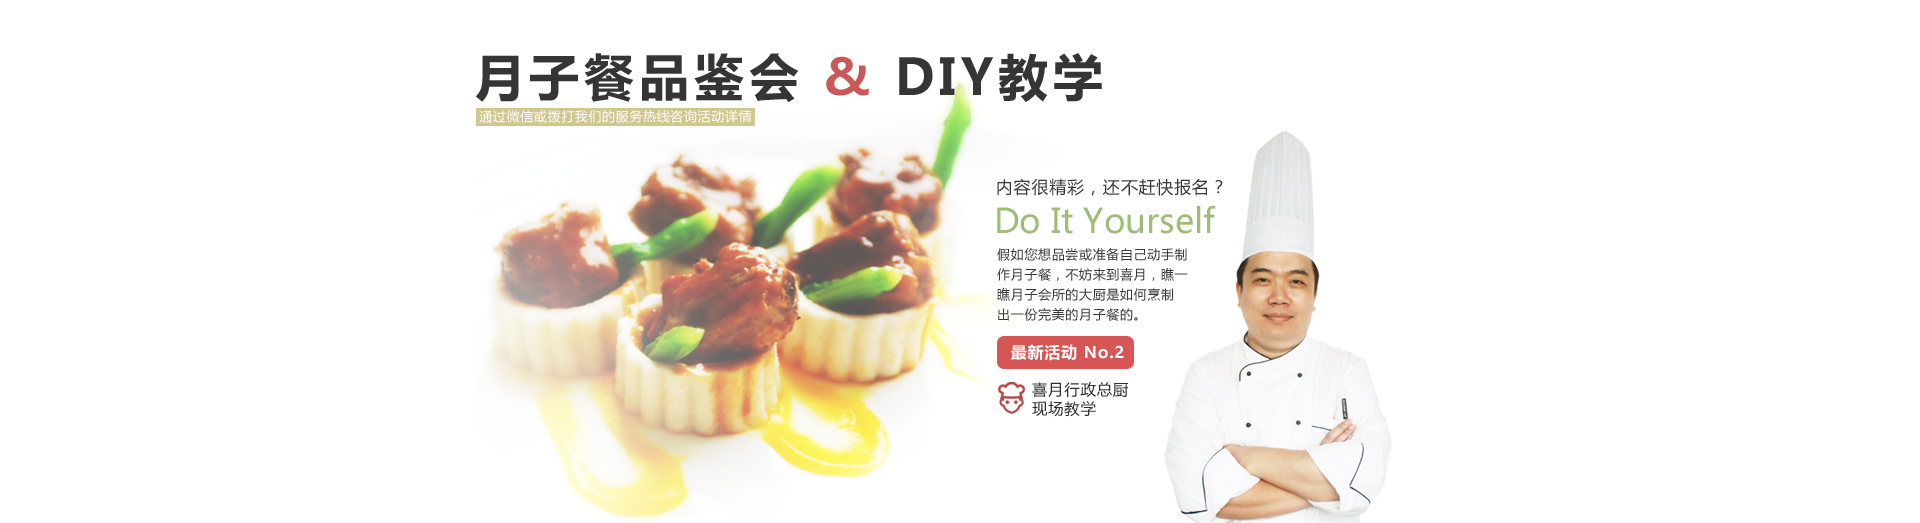 月子餐品鉴会 & DIY教学
通过微信或拨打我们的服务热线咨询活动详情
内容很精彩，还不赶快报名？
Do It Yourself
假如您想品尝或准备自己动手制
作月子餐，不妨来到喜月，瞧一
瞧月子会所的大厨是如何烹制
出一份完美的月子餐的。
最新活动 No.2
喜月行政总厨
现场教学